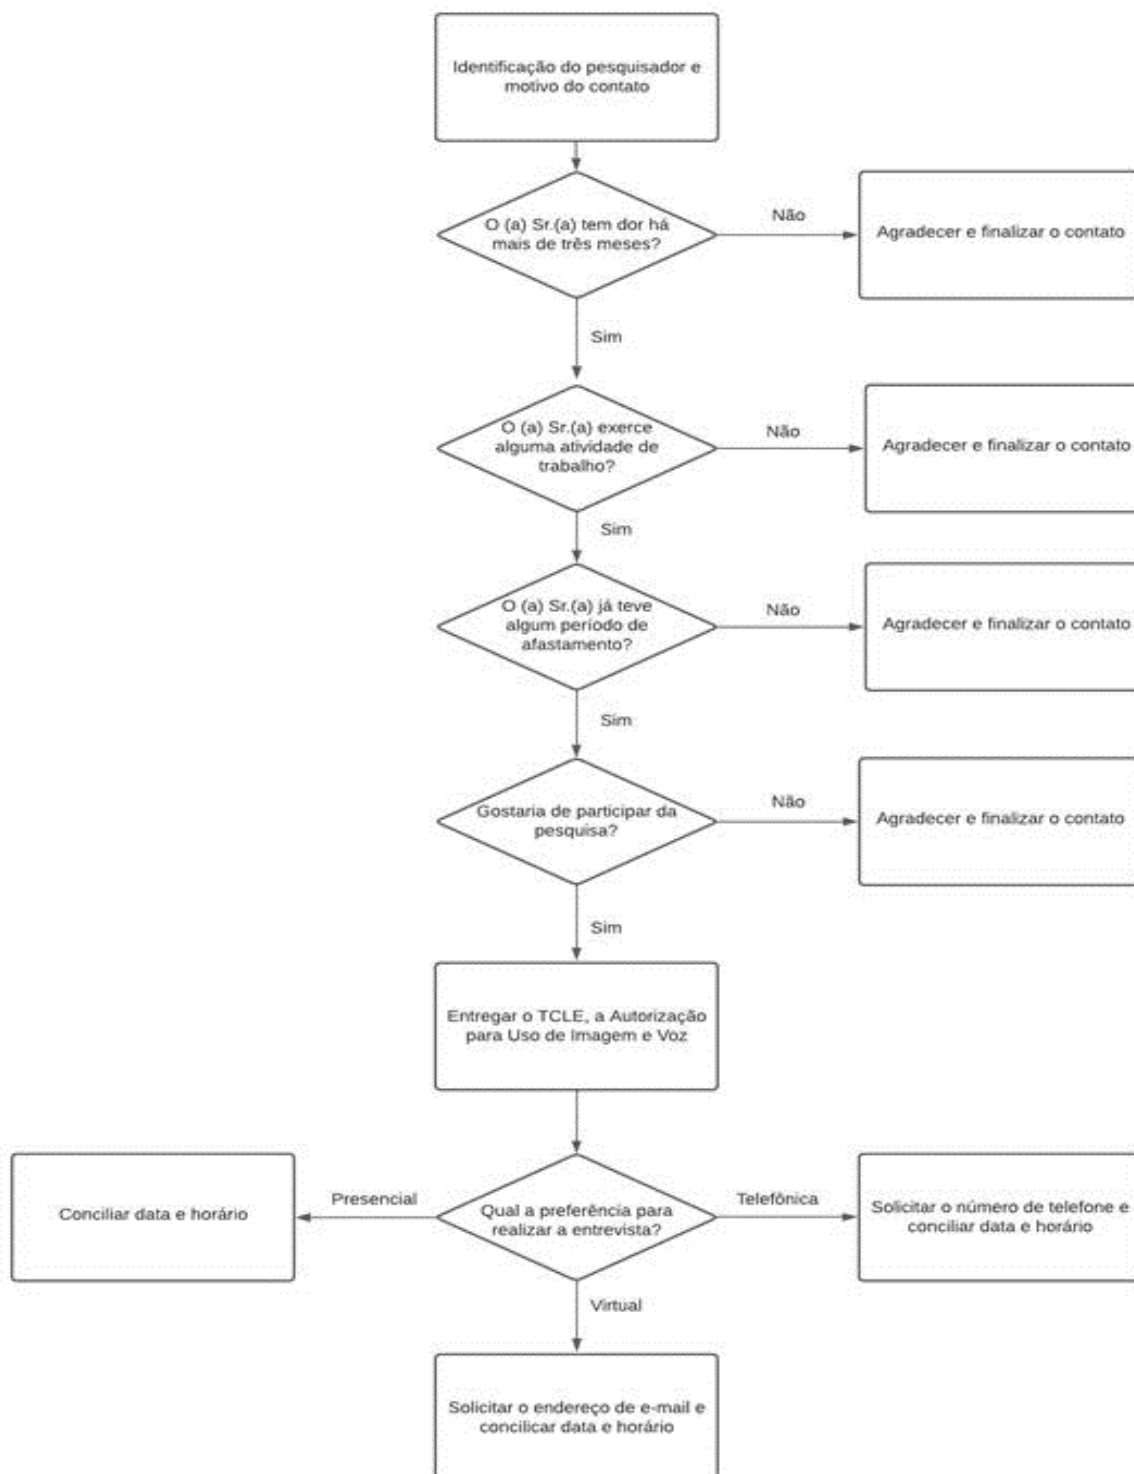 Identificação do pesquisador e
motivo do contato
O (a) Sr.(a) tem dor há
mais de três meses?
Não
Agradecer e finalizar o contato
Sim
O (a) Sr.(a) exerce
alguma atividade de
trabalho?
Não
Agradecer e finalizar o contato
Sim
O (a) Sr.(a) já teve
algum período de
afastamento?
Não
Agradecer e finalizar o contato
Sim
Gostaria de participar da
pesquisa?
Não
Agradecer e finalizar o contato
Sim
Entregar o TCLE, a Autorização
para Uso de Imagem e Voz
Conciliar data e horário
Presencial
Qual a preferência para
realizar a entrevista?
Telefônica
Solicitar o número de telefone e
conciliar data e horário
Virtual
Solicitar o endereço de e-mail e
concilicar data e horário